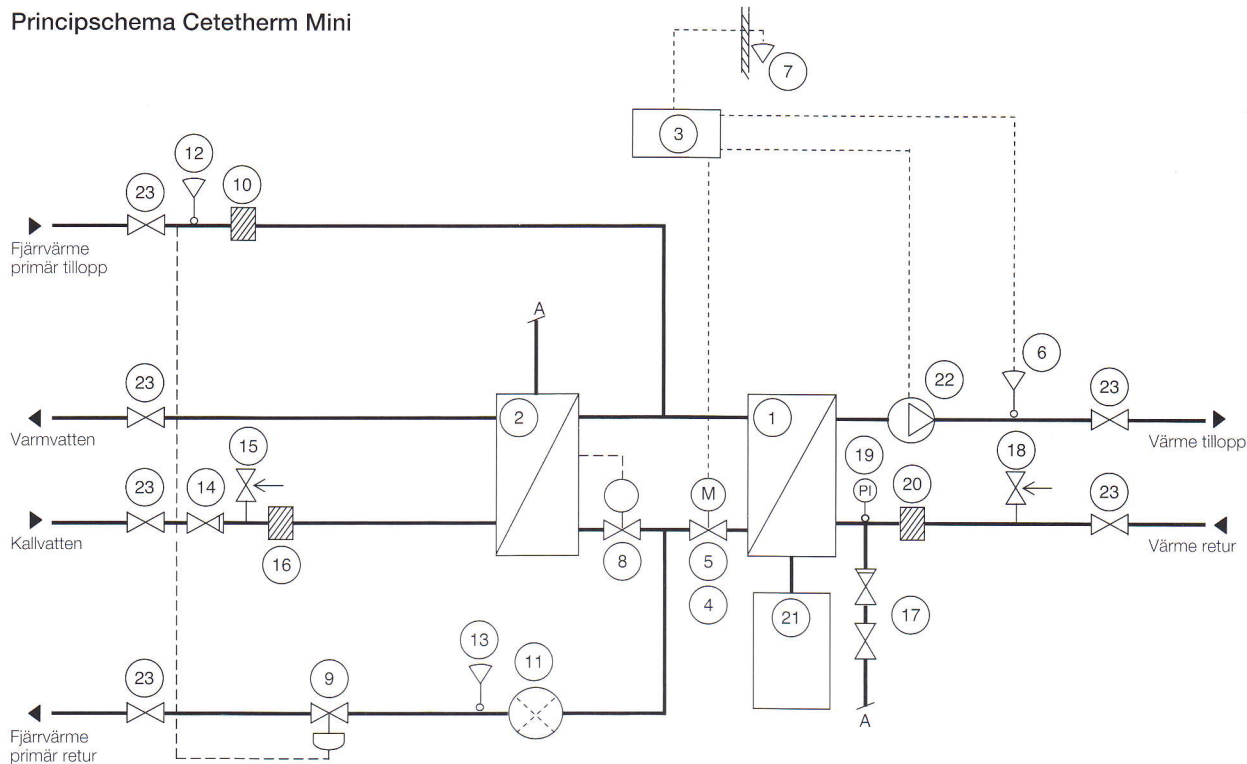 Principschema Cetetherm Mini
7
3
12
23
10
Fjärrvärme
primär tillopp
A
6
23
22
23
2
1
Varmvatten
Värme tillopp
15
19
18
23
14
M
PI
20
23
Kallvatten
Värme retur
16
8
5
4
21
17
13
11
23
9
A
Fjärrvärme
primär retur